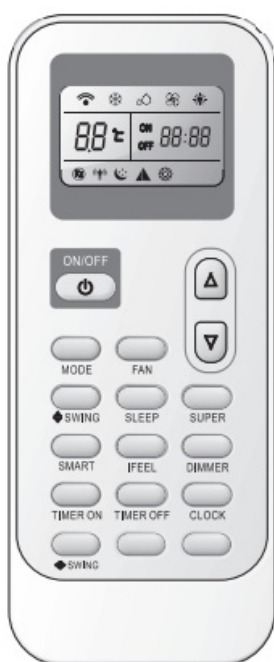 88 ℃ ON 88:88
OFF
ON/OFF
MODE FAN
SWING SLEEP SUPER
SMART IFEEL DIMMER
TIMER ON TIMER OFF CLOCK
SWING